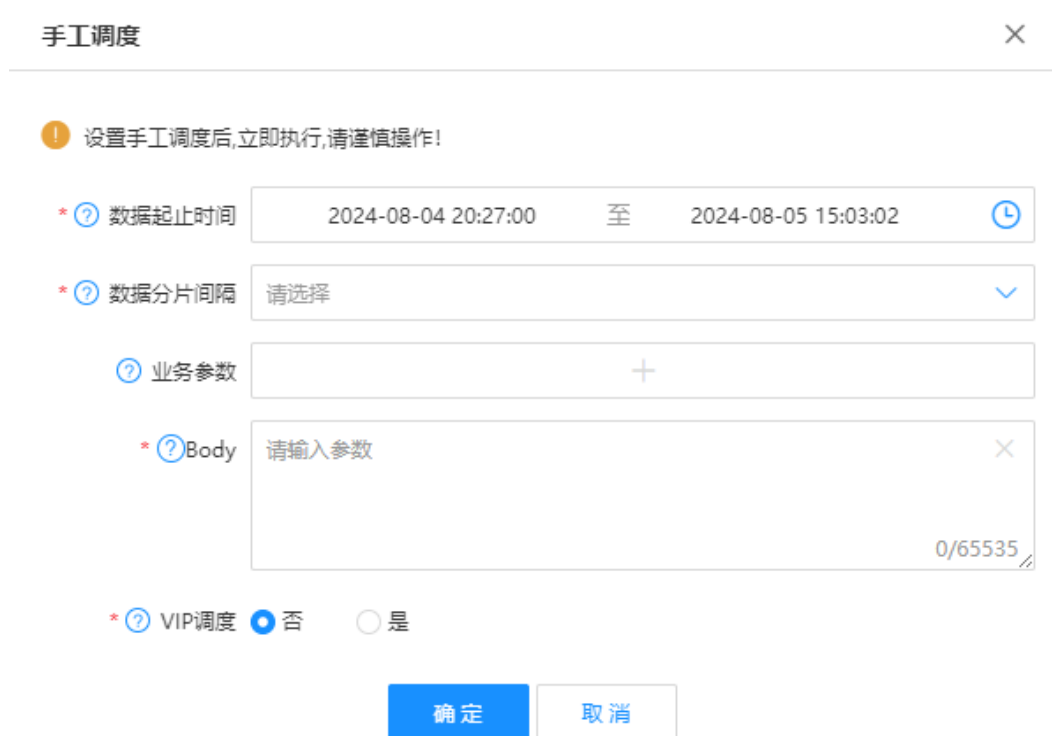 手工调度
设置手工调度后,立即执行,请谨慎操作!
* ? 数据起止时间 2024-08-04 20:27:00 至 2024-08-05 15:03:02
* ? 数据分片间隔 请选择
? 业务参数
* ? Body 请输入参数
0/65535
* ? VIP调度 否 是
确定 取消